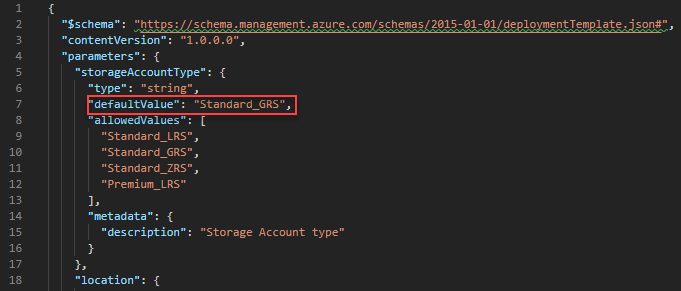 1 {
2 "$schema": "https://schema.management.azure.com/schemas/2015-01-01/deploymentTemplate.json#",
3 "contentVersion": "1.0.0.0",
4 "parameters": {
5 "storageAccountType": {
6 "type": "string",
7 "defaultValue": "Standard_GRS",
8 "allowedValues": [
9 "Standard_LRS",
10 "Standard_GRS",
11 "Standard_ZRS",
12 "Premium_LRS"
13 ],
14 "metadata": {
15 "description": "Storage Account type"
16 }
17 },
18 "location": {